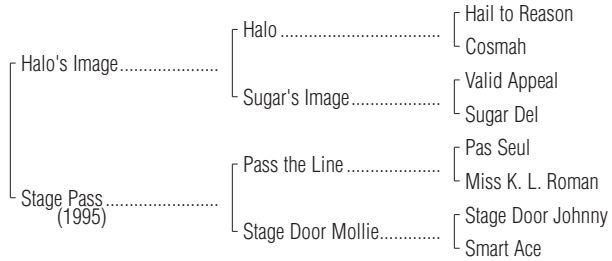 Hail to Reason
Halo
Cosmah
Halo's Image
Valid Appeal
Sugar's Image
Sugar Del
Pas Seul
Pass the Line
Miss K. L. Roman
Stage Pass
(1995)
Stage Door Johnny
Stage Door Mollie
Smart Ace